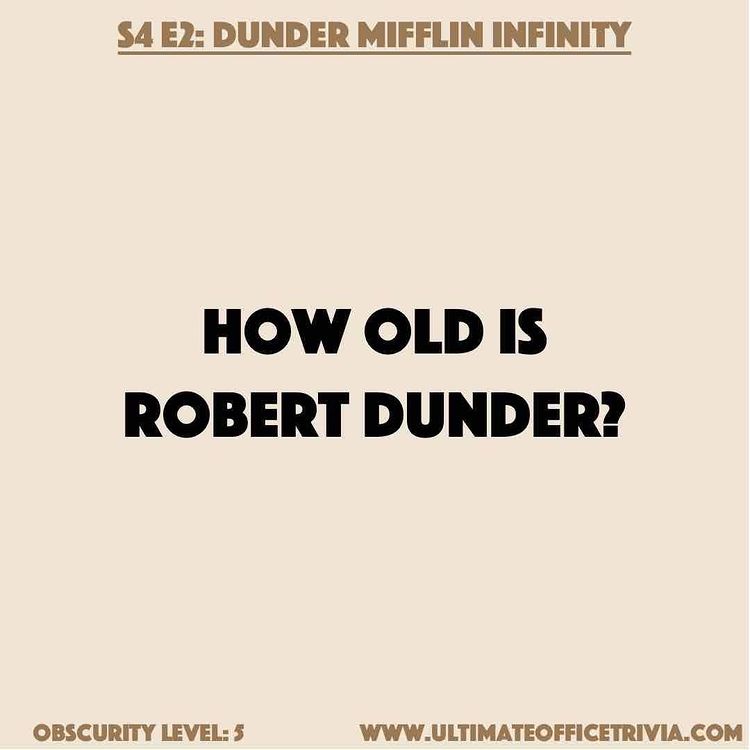 S4 E2: DUNDER MIFFLIN INFINITY
HOW OLD IS
ROBERT DUNDER?
OBSCURITY LEVEL: 5
WWW.ULTIMATEOFFICETRIVIA.COM